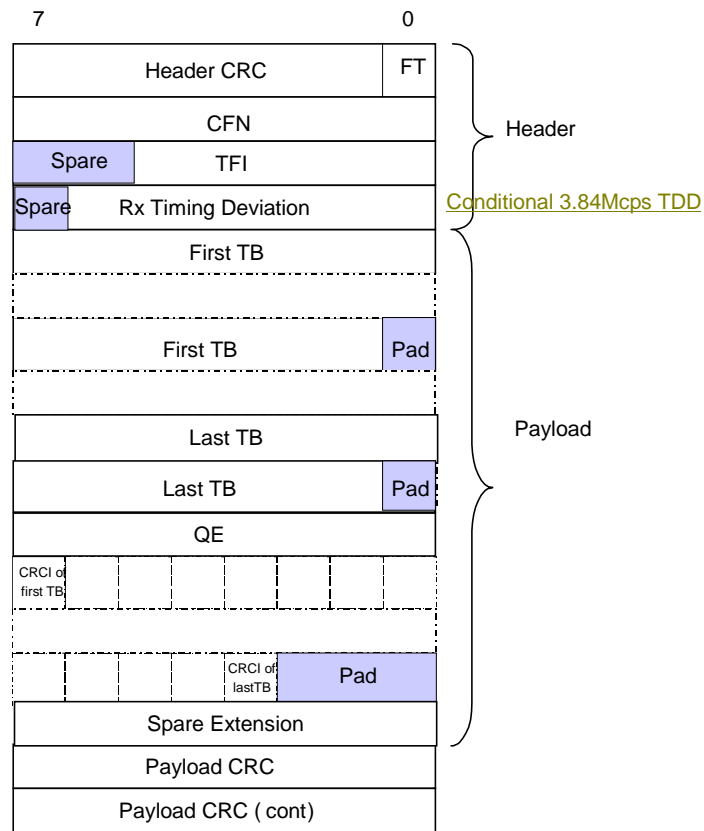 7 0
Header CRC FT
CFN
Header
Spare TFI
Spare Rx Timing Deviation
Conditional 3.84Mcps TDD
First TB
First TB Pad
Last TB
Payload
Last TB Pad
QE
CRCI of
first TB
CRCI of
lastTB
Pad
Spare Extension
Payload CRC
Payload CRC ( cont)